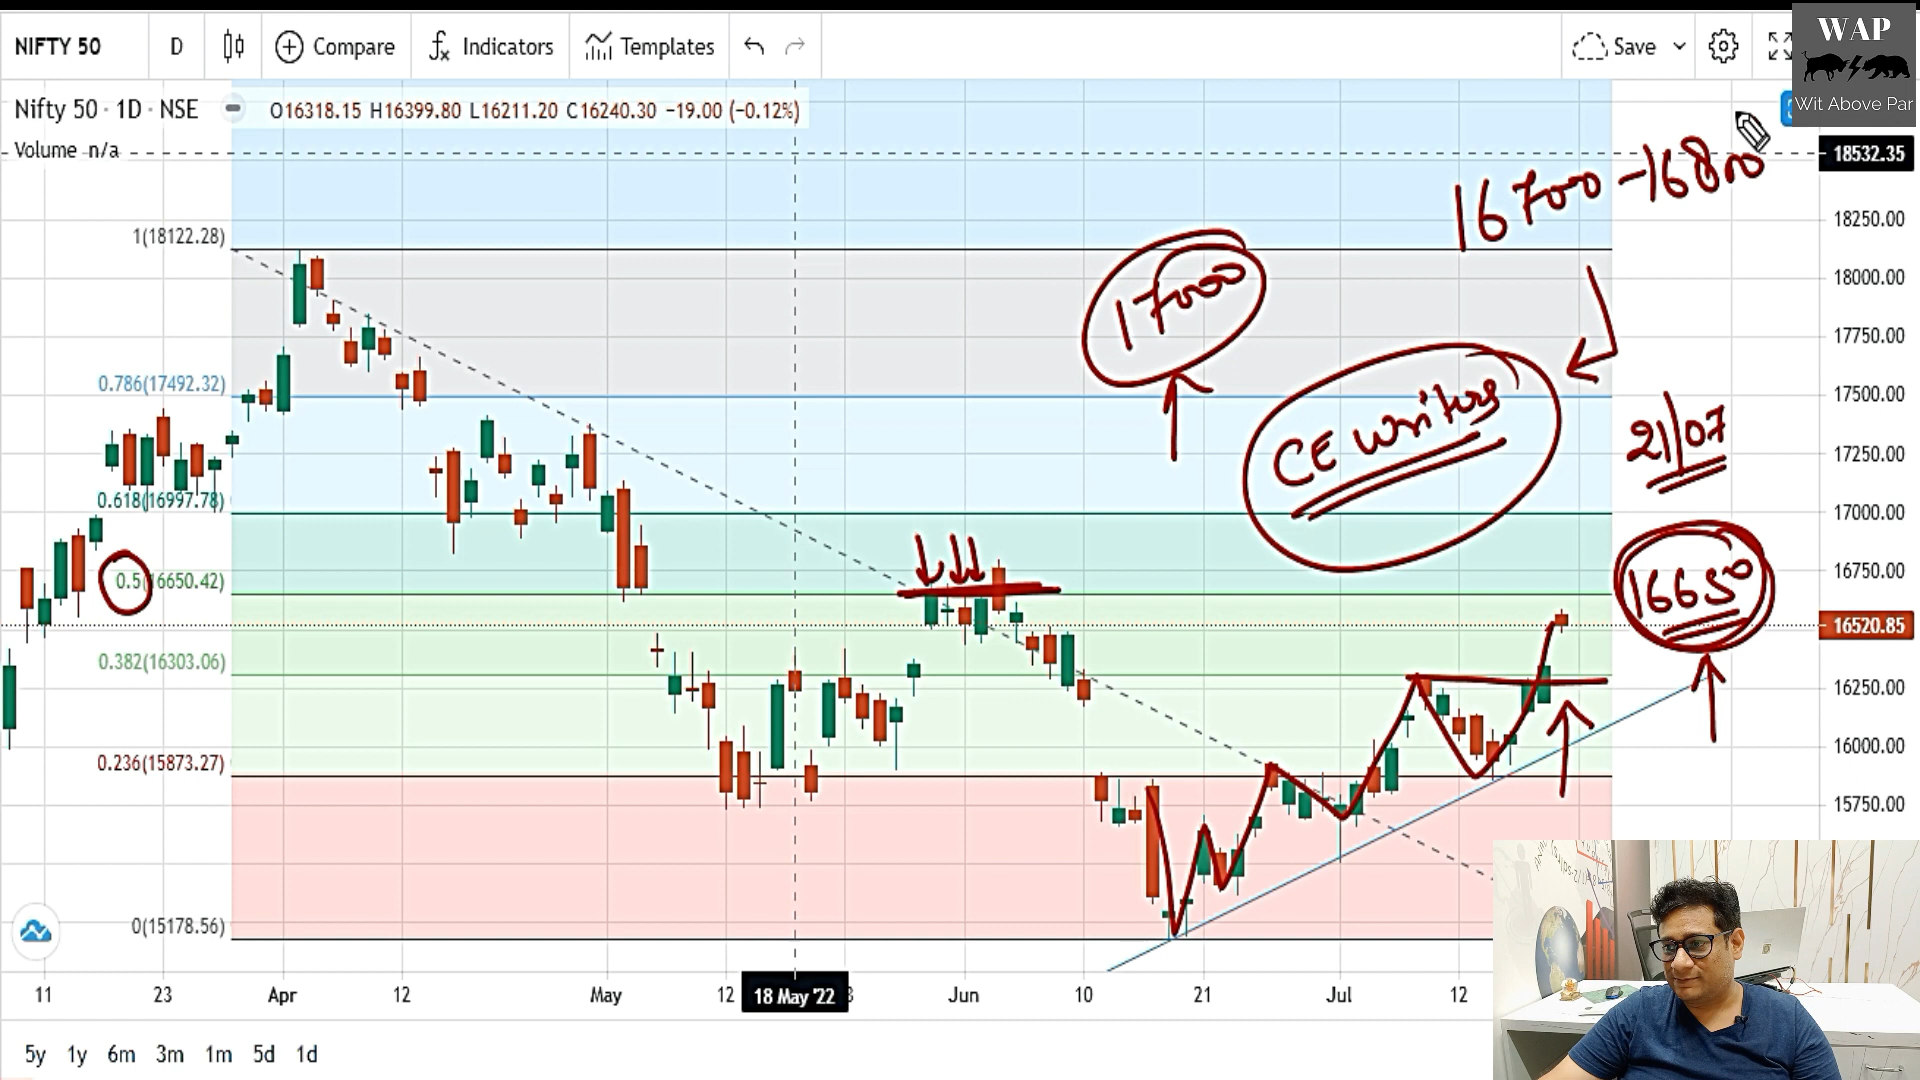 NIFTY 50 D Compare Indicators Templates Save
WAP
Wit Above Par
Nifty 50 · 1D · NSE O16318.15 H16399.80 L16211.20 C16240.30 −19.00 (−0.12%)
Volume n/a
18532.35
16700 -16800
18250.00
1(18122.28)
18000.00
17000
17750.00
0.786(17492.32)
17500.00
CE writers
21/07
17250.00
0.618(16997.78)
17000.00
0.5(16650.42)
16750.00
16650
16520.85
0.382(16303.06)
16250.00
0.236(15873.27)
16000.00
15750.00
0(15178.56)
11 23 Apr 12 May 12 18 May '22 3 Jun 10 21 Jul 12
5y 1y 6m 3m 1m 5d 1d